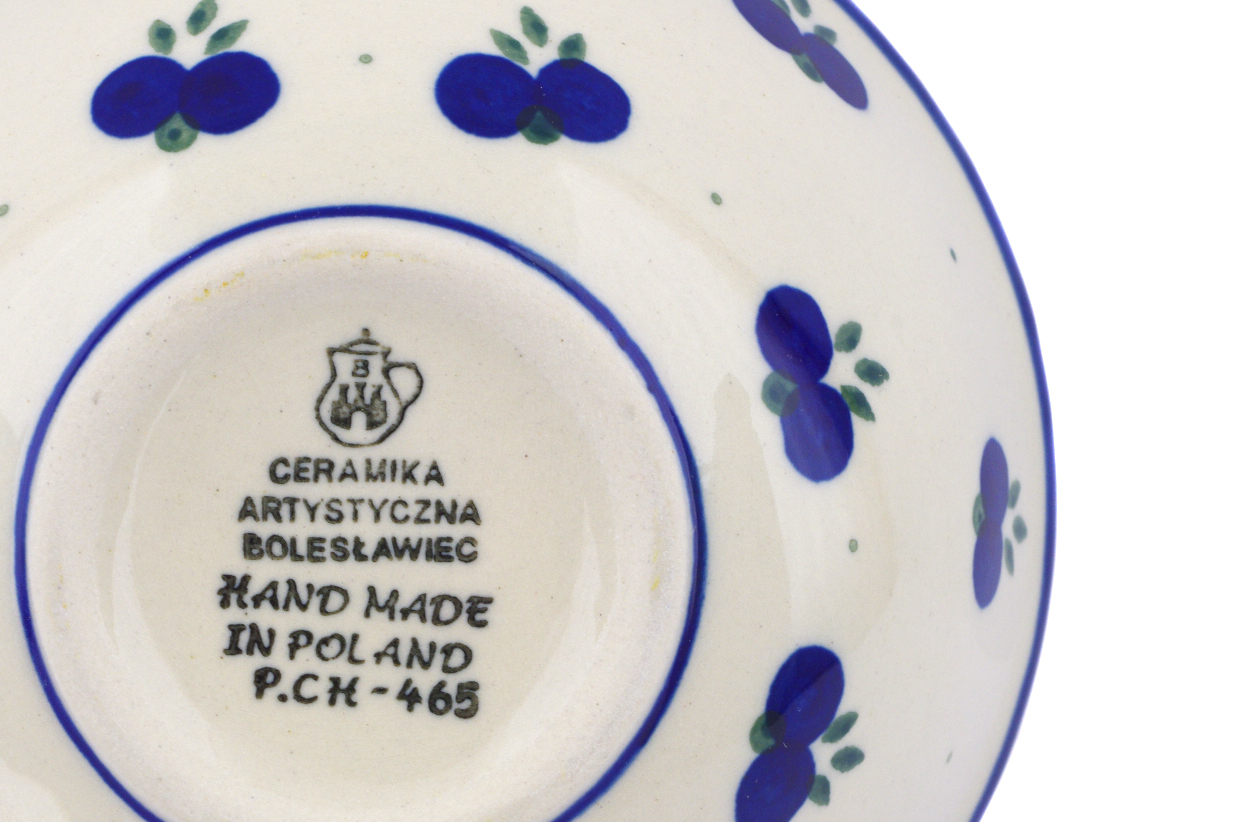 B
CERAMIKA
ARTYSTYCZNA
BOLESŁAWIEC
HAND MADE
IN POLAND
P.CH-465